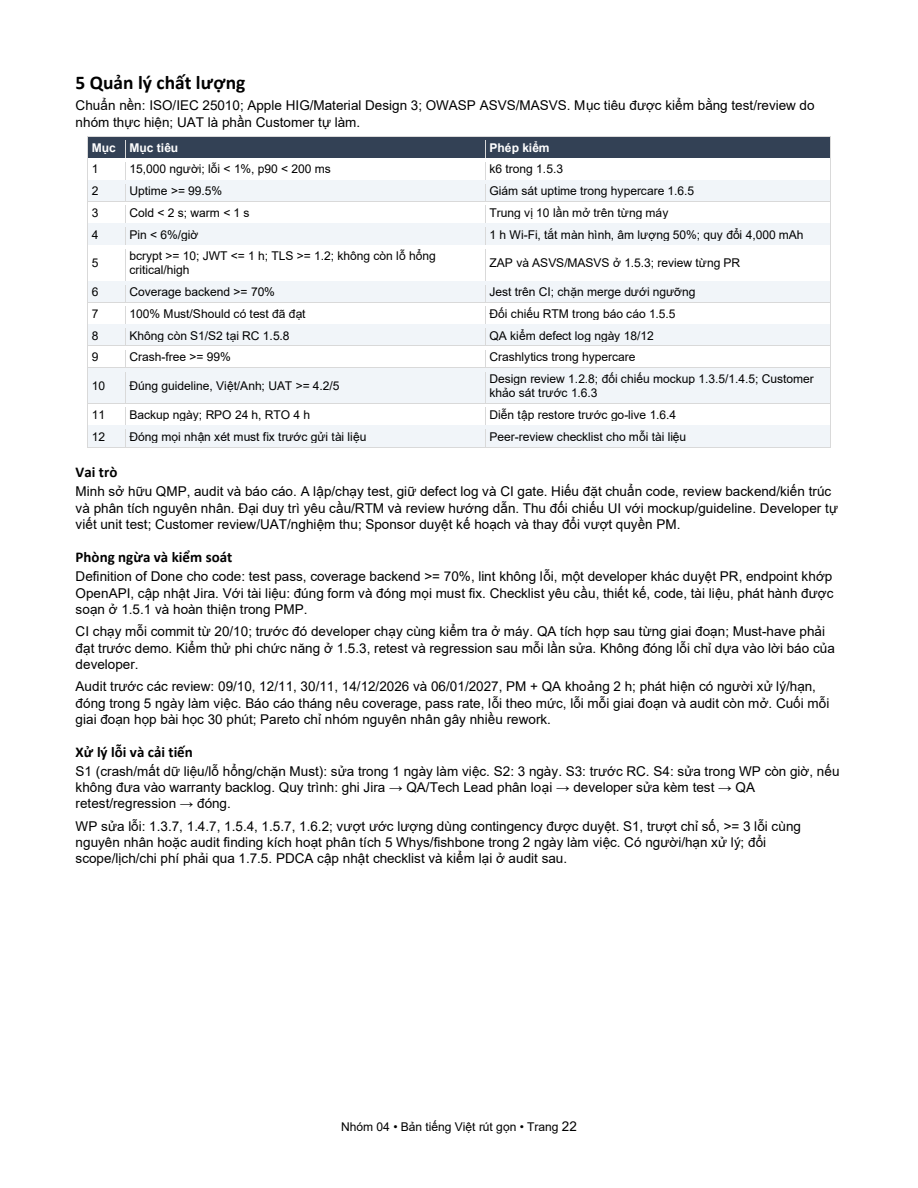 5 Quản lý chất lượng
Chuẩn nền: ISO/IEC 25010; Apple HIG/Material Design 3; OWASP ASVS/MASVS. Mục tiêu được kiểm bằng test/review do
nhóm thực hiện; UAT là phần Customer tự làm.
Mục Mục tiêu Phép kiểm
1 15,000 người; lỗi < 1%, p90 < 200 ms k6 trong 1.5.3
2 Uptime >= 99.5% Giám sát uptime trong hypercare 1.6.5
3 Cold < 2 s; warm < 1 s Trung vị 10 lần mở trên từng máy
4 Pin < 6%/giờ 1 h Wi-Fi, tắt màn hình, âm lượng 50%; quy đổi 4,000 mAh
5 bcrypt >= 10; JWT <= 1 h; TLS >= 1.2; không còn lỗ hổng
critical/high ZAP và ASVS/MASVS ở 1.5.3; review từng PR
6 Coverage backend >= 70% Jest trên CI; chặn merge dưới ngưỡng
7 100% Must/Should có test đã đạt Đối chiếu RTM trong báo cáo 1.5.5
8 Không còn S1/S2 tại RC 1.5.8 QA kiểm defect log ngày 18/12
9 Crash-free >= 99% Crashlytics trong hypercare
10 Đúng guideline, Việt/Anh; UAT >= 4.2/5 Design review 1.2.8; đối chiếu mockup 1.3.5/1.4.5; Customer
khảo sát trước 1.6.3
11 Backup ngày; RPO 24 h, RTO 4 h Diễn tập restore trước go-live 1.6.4
12 Đóng mọi nhận xét must fix trước gửi tài liệu Peer-review checklist cho mỗi tài liệu
Vai trò
Minh sở hữu QMP, audit và báo cáo. A lập/chạy test, giữ defect log và CI gate. Hiếu đặt chuẩn code, review backend/kiến trúc
và phân tích nguyên nhân. Đại duy trì yêu cầu/RTM và review hướng dẫn. Thu đối chiếu UI với mockup/guideline. Developer tự
viết unit test; Customer review/UAT/nghiệm thu; Sponsor duyệt kế hoạch và thay đổi vượt quyền PM.
Phòng ngừa và kiểm soát
Definition of Done cho code: test pass, coverage backend >= 70%, lint không lỗi, một developer khác duyệt PR, endpoint khớp
OpenAPI, cập nhật Jira. Với tài liệu: đúng form và đóng mọi must fix. Checklist yêu cầu, thiết kế, code, tài liệu, phát hành được
soạn ở 1.5.1 và hoàn thiện trong PMP.
CI chạy mỗi commit từ 20/10; trước đó developer chạy cùng kiểm tra ở máy. QA tích hợp sau từng giai đoạn; Must-have phải
đạt trước demo. Kiểm thử phi chức năng ở 1.5.3, retest và regression sau mỗi lần sửa. Không đóng lỗi chỉ dựa vào lời báo của
developer.
Audit trước các review: 09/10, 12/11, 30/11, 14/12/2026 và 06/01/2027, PM + QA khoảng 2 h; phát hiện có người xử lý/hạn,
đóng trong 5 ngày làm việc. Báo cáo tháng nêu coverage, pass rate, lỗi theo mức, lỗi mỗi giai đoạn và audit còn mở. Cuối mỗi
giai đoạn họp bài học 30 phút; Pareto chỉ nhóm nguyên nhân gây nhiều rework.
Xử lý lỗi và cải tiến
S1 (crash/mất dữ liệu/lỗ hổng/chặn Must): sửa trong 1 ngày làm việc. S2: 3 ngày. S3: trước RC. S4: sửa trong WP còn giờ, nếu
không đưa vào warranty backlog. Quy trình: ghi Jira → QA/Tech Lead phân loại → developer sửa kèm test → QA
retest/regression → đóng.
WP sửa lỗi: 1.3.7, 1.4.7, 1.5.4, 1.5.7, 1.6.2; vượt ước lượng dùng contingency được duyệt. S1, trượt chỉ số, >= 3 lỗi cùng
nguyên nhân hoặc audit finding kích hoạt phân tích 5 Whys/fishbone trong 2 ngày làm việc. Có người/hạn xử lý; đổi
scope/lịch/chi phí phải qua 1.7.5. PDCA cập nhật checklist và kiểm lại ở audit sau.
Nhóm 04 • Bản tiếng Việt rút gọn • Trang 22